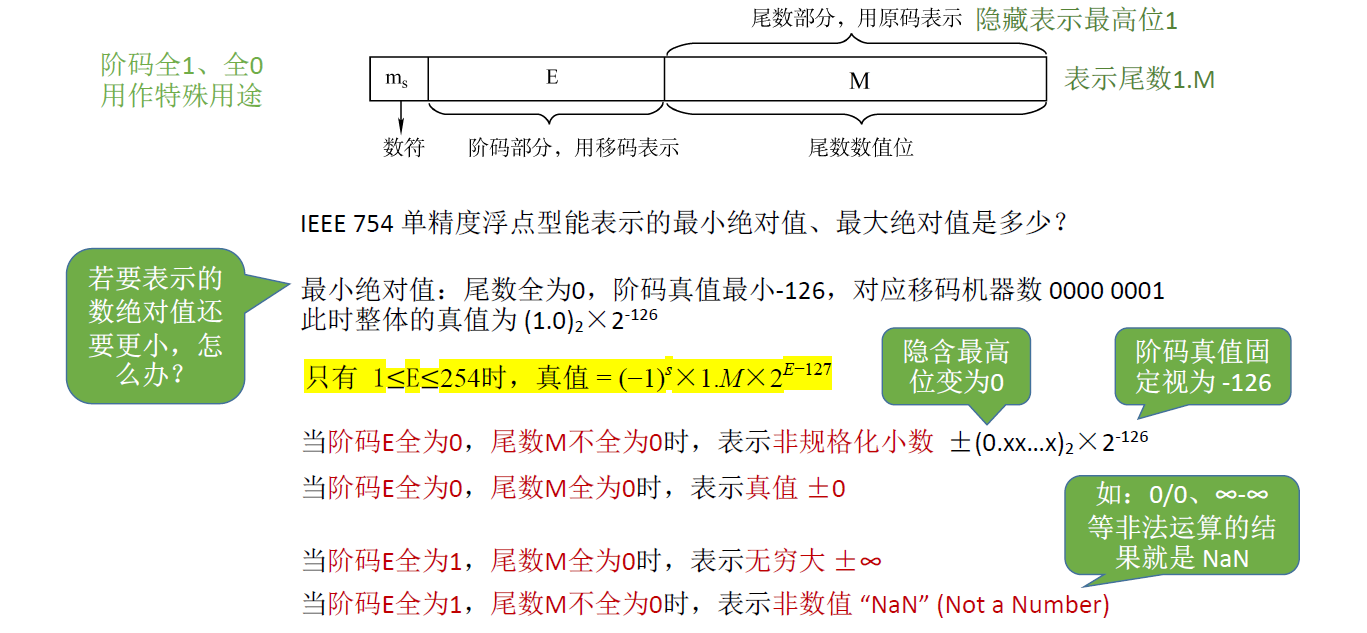 尾数部分，用原码表示 隐藏表示最高位1
阶码全1、全0
用作特殊用途
mₛ E M
表示尾数1.M
数符 阶码部分，用移码表示 尾数数值位
IEEE 754 单精度浮点型能表示的最小绝对值、最大绝对值是多少？
若要表示的
数绝对值还
要更小，怎
么办？
最小绝对值：尾数全为0，阶码真值最小-126，对应移码机器数 0000 0001
此时整体的真值为 (1.0)₂×2⁻¹²⁶
隐含最高
位变为0
阶码真值固
定视为 -126
只有 1≤E≤254时，真值 = (−1)ˢ×1.M×2ᴱ⁻¹²⁷
当阶码E全为0，尾数M不全为0时，表示非规格化小数 ±(0.xx…x)₂×2⁻¹²⁶
当阶码E全为0，尾数M全为0时，表示真值 ±0
如：0/0、∞-∞
等非法运算的结
果就是 NaN
当阶码E全为1，尾数M全为0时，表示无穷大 ±∞
当阶码E全为1，尾数M不全为0时，表示非数值 “NaN” (Not a Number)